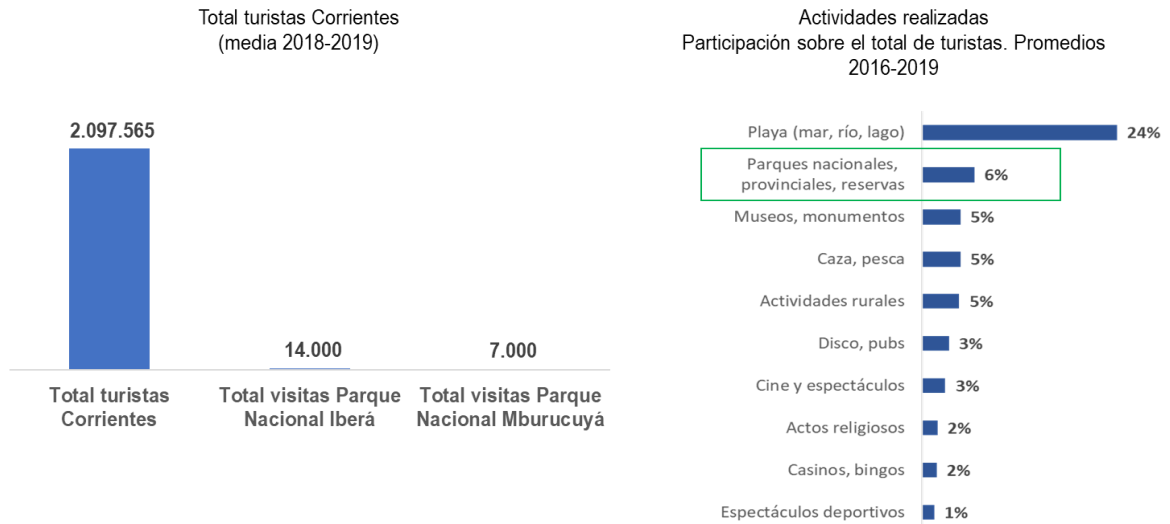 Total turistas Corrientes
(media 2018-2019)
2.097.565
14.000
7.000
Total turistas
Corrientes
Total visitas Parque
Nacional Iberá
Total visitas Parque
Nacional Mburucuyá
Actividades realizadas
Participación sobre el total de turistas. Promedios
2016-2019
Playa (mar, río, lago) 24%
Parques nacionales,
provinciales, reservas 6%
Museos, monumentos 5%
Caza, pesca 5%
Actividades rurales 5%
Disco, pubs 3%
Cine y espectáculos 3%
Actos religiosos 2%
Casinos, bingos 2%
Espectáculos deportivos 1%